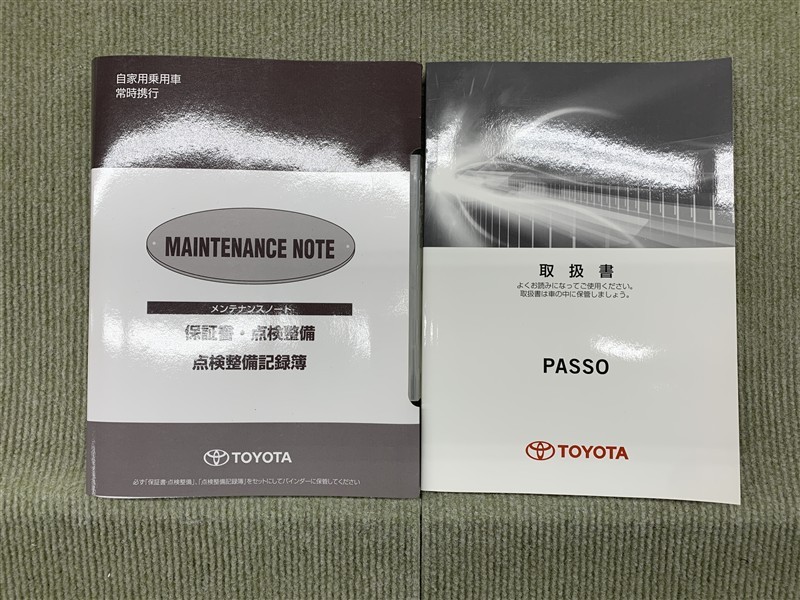 自家用乗用車
常時携行
MAINTENANCE NOTE
メンテナンスノート
保証書・点検整備
点検整備記録簿
TOYOTA
必ず「保証書・点検整備」、「点検整備記録簿」をセットにしてバインダーに保管してください
取扱書
よくお読みになってご使用ください。
取扱書は車の中に保管しましょう。
PASSO
TOYOTA